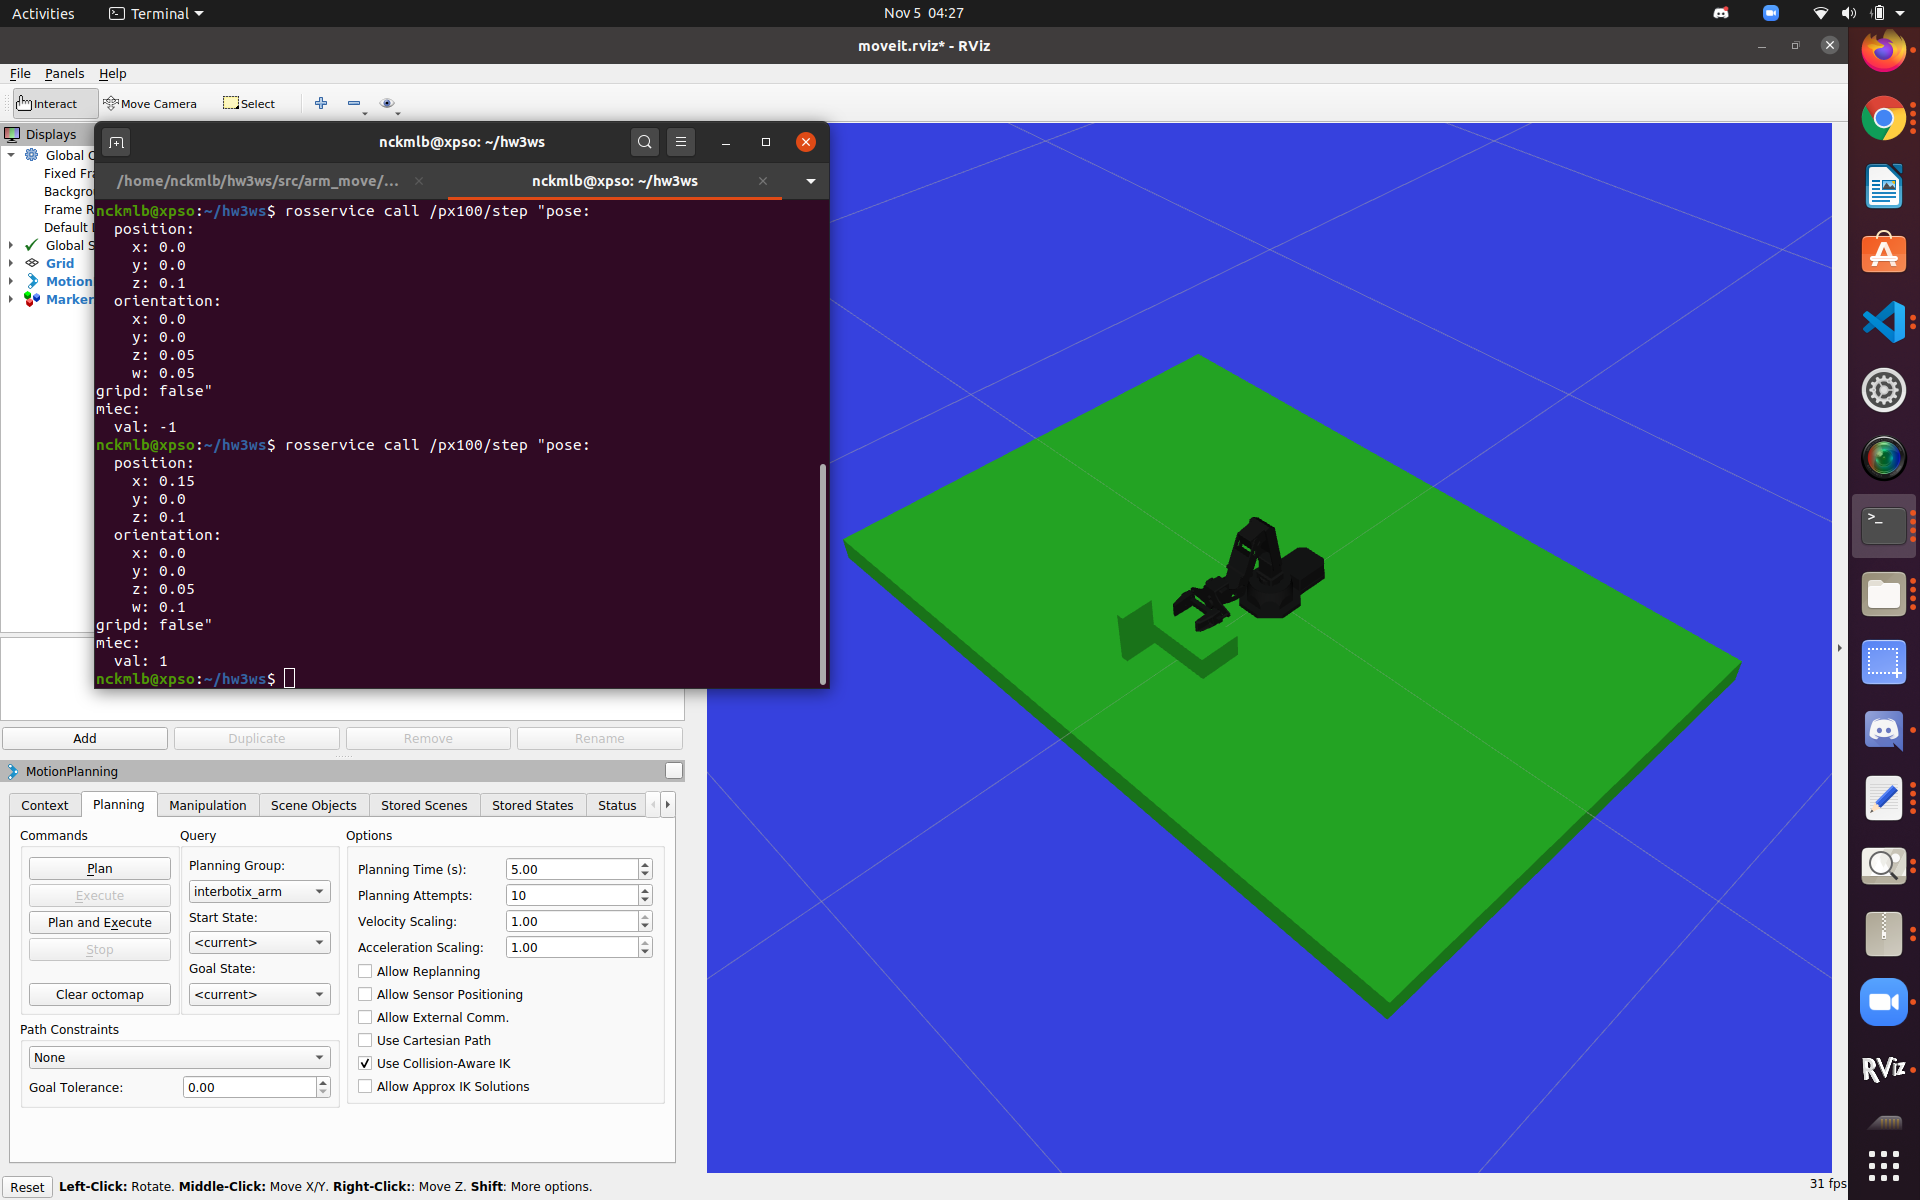 Activities
Terminal
Nov 5 04:27
moveit.rviz* - RViz
File Panels Help
Interact
Move Camera
Select
Displays
Global
Fixed
Frame
Default
Global
Grid
Motion
Marker
nckmlb@xpso: ~/hw3ws
/home/nckmlb/hw3ws/src/arm_move/...
nckmlb@xpso: ~/hw3ws
nckmlb@xpso:~/hw3ws$ rosservice call /px100/step "pose:
position:
x: 0.0
y: 0.0
z: 0.1
orientation:
x: 0.0
y: 0.0
z: 0.05
w: 0.05
gripd: false"
miec:
val: -1
nckmlb@xpso:~/hw3ws$ rosservice call /px100/step "pose:
position:
x: 0.15
y: 0.0
z: 0.1
orientation:
x: 0.0
y: 0.0
z: 0.05
w: 0.1
gripd: false"
miec:
val: 1
nckmlb@xpso:~/hw3ws$
Add Duplicate Remove Rename
MotionPlanning
Context Planning Manipulation Scene Objects Stored Scenes Stored States Status
Commands
Plan
Execute
Plan and Execute
Stop
Clear octomap
Query
Planning Group:
interbotix_arm
Start State:
<current>
Goal State:
<current>
Path Constraints
None
Goal Tolerance: 0.00
Options
Planning Time (s): 5.00
Planning Attempts: 10
Velocity Scaling: 1.00
Acceleration Scaling: 1.00
Allow Replanning
Allow Sensor Positioning
Allow External Comm.
Use Cartesian Path
Use Collision-Aware IK
Allow Approx IK Solutions
Reset
Left-Click: Rotate. Middle-Click: Move X/Y. Right-Click:: Move Z. Shift: More options.
31 fps
RViz